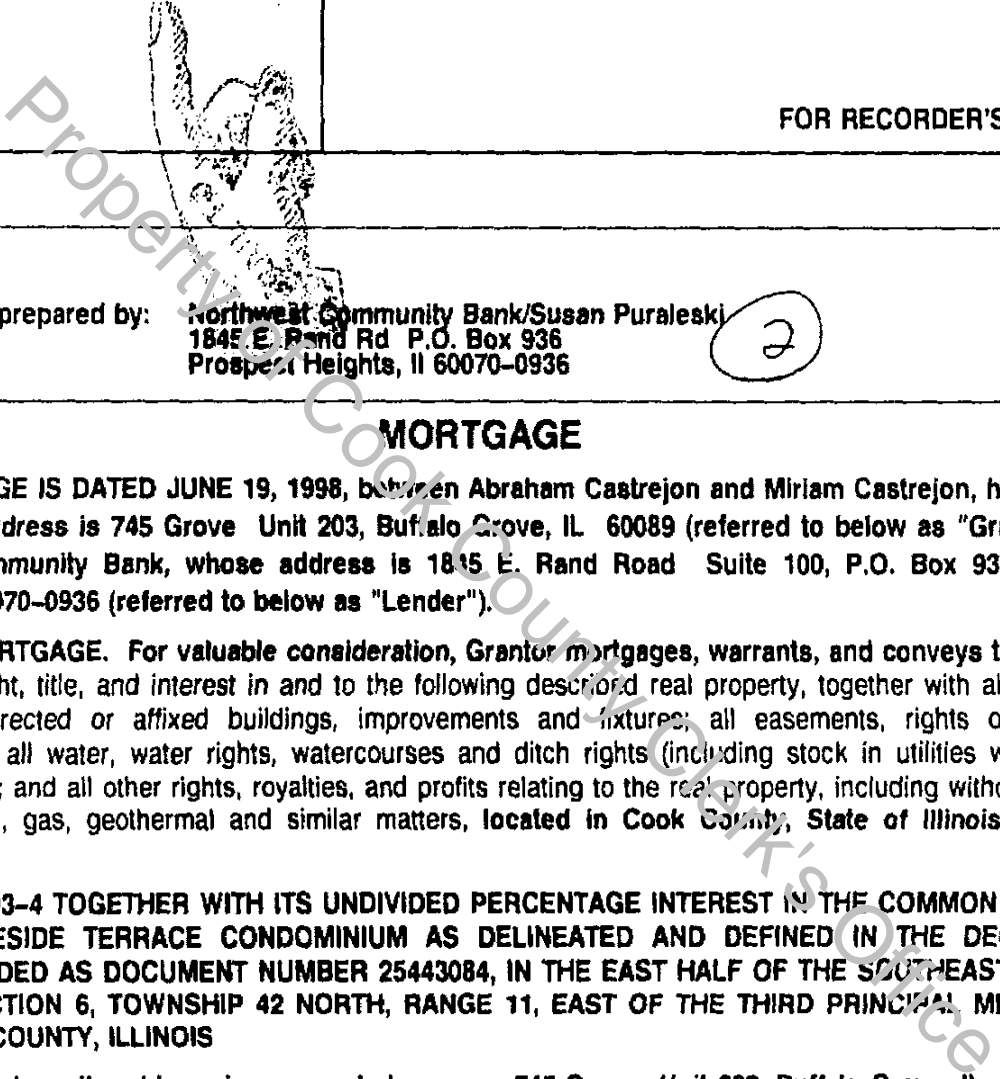 FOR RECORDER'S
prepared by: Northwest Community Bank/Susan Puraleski
1845 E. Rand Rd P.O. Box 936
Prospect Heights, Il 60070-0936
2
MORTGAGE
GE IS DATED JUNE 19, 1998, between Abraham Castrejon and Miriam Castrejon, h
dress is 745 Grove Unit 203, Buffalo Grove, IL 60089 (referred to below as "Gr
mmunity Bank, whose address is 1845 E. Rand Road Suite 100, P.O. Box 93
070-0936 (referred to below as "Lender").
RTGAGE. For valuable consideration, Grantor mortgages, warrants, and conveys t
ht, title, and interest in and to the following described real property, together with al
rected or affixed buildings, improvements and fixtures; all easements, rights o
all water, water rights, watercourses and ditch rights (including stock in utilities w
; and all other rights, royalties, and profits relating to the real property, including witho
, gas, geothermal and similar matters, located in Cook County, State of Illinois
03-4 TOGETHER WITH ITS UNDIVIDED PERCENTAGE INTEREST IN THE COMMON
ESIDE TERRACE CONDOMINIUM AS DELINEATED AND DEFINED IN THE DE
DED AS DOCUMENT NUMBER 25443084, IN THE EAST HALF OF THE SOUTHEAST
CTION 6, TOWNSHIP 42 NORTH, RANGE 11, EAST OF THE THIRD PRINCIPAL ME
COUNTY, ILLINOIS
Property of Cook County Clerk's Office